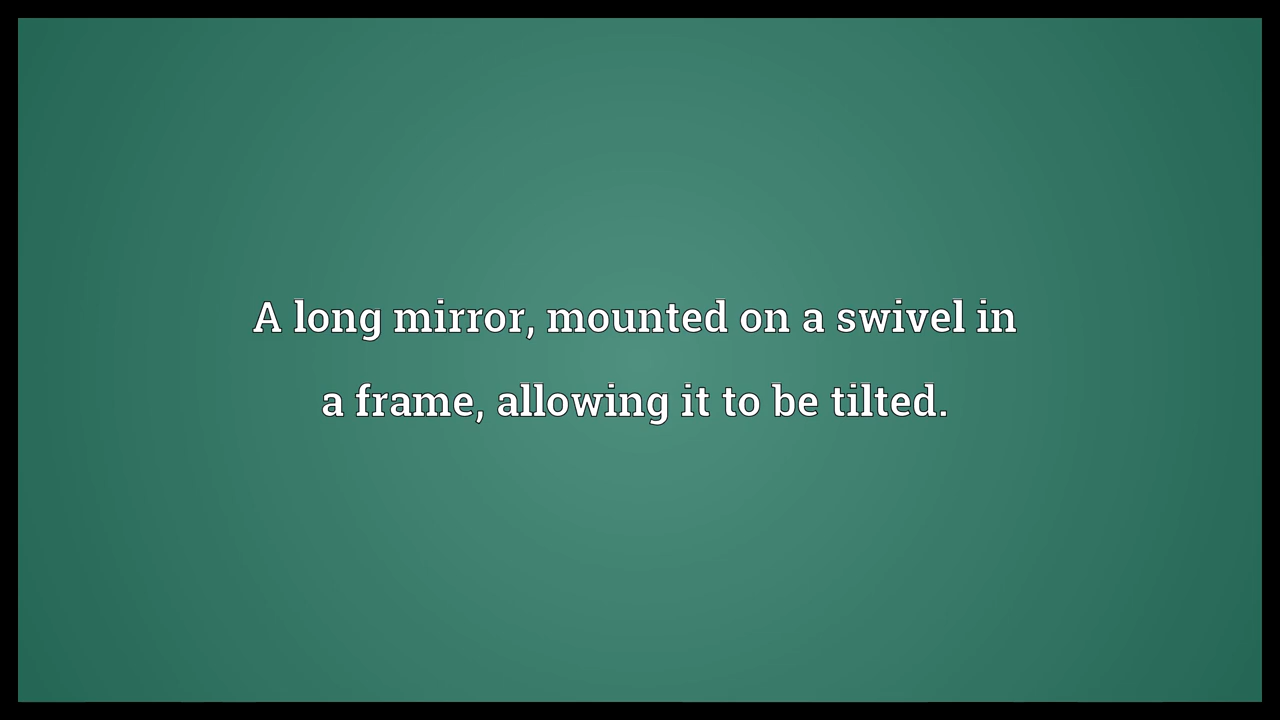 A long mirror, mounted on a swivel in
a frame, allowing it to be tilted.